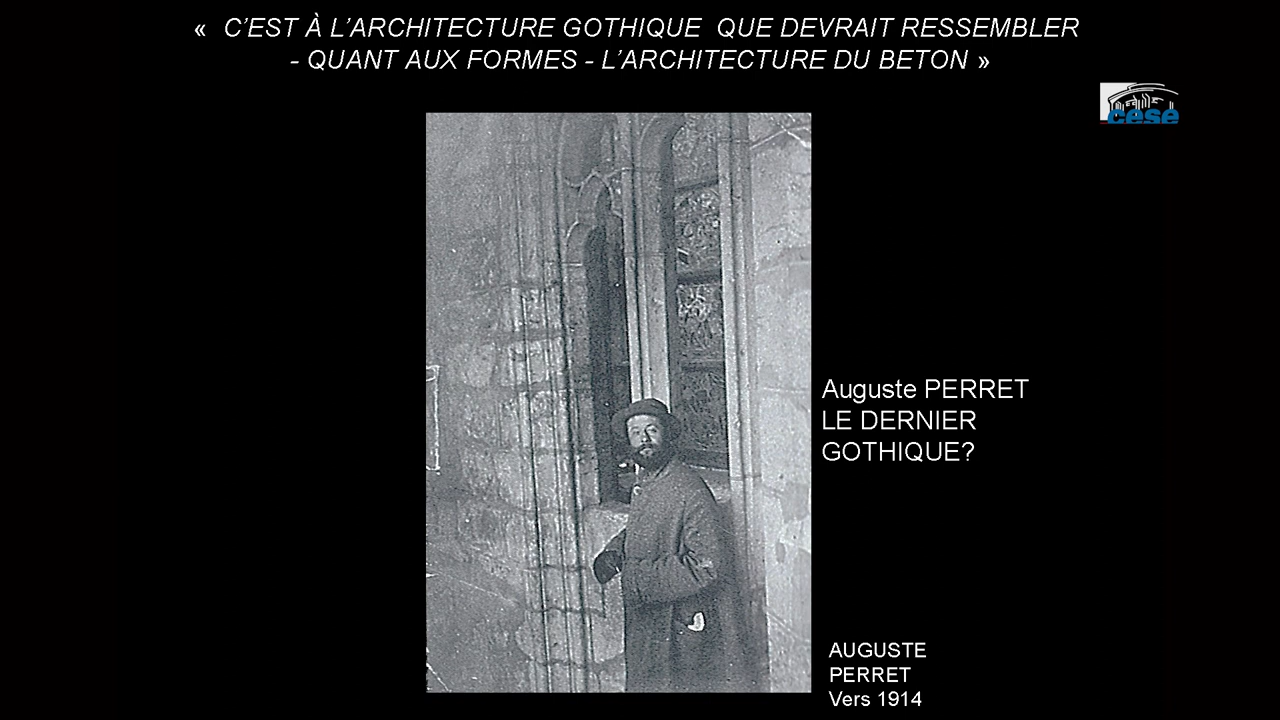 «  C’EST À L’ARCHITECTURE GOTHIQUE  QUE DEVRAIT RESSEMBLER
- QUANT AUX FORMES - L’ARCHITECTURE DU BETON »
cese
Auguste PERRET
LE DERNIER
GOTHIQUE?
AUGUSTE
PERRET
Vers 1914